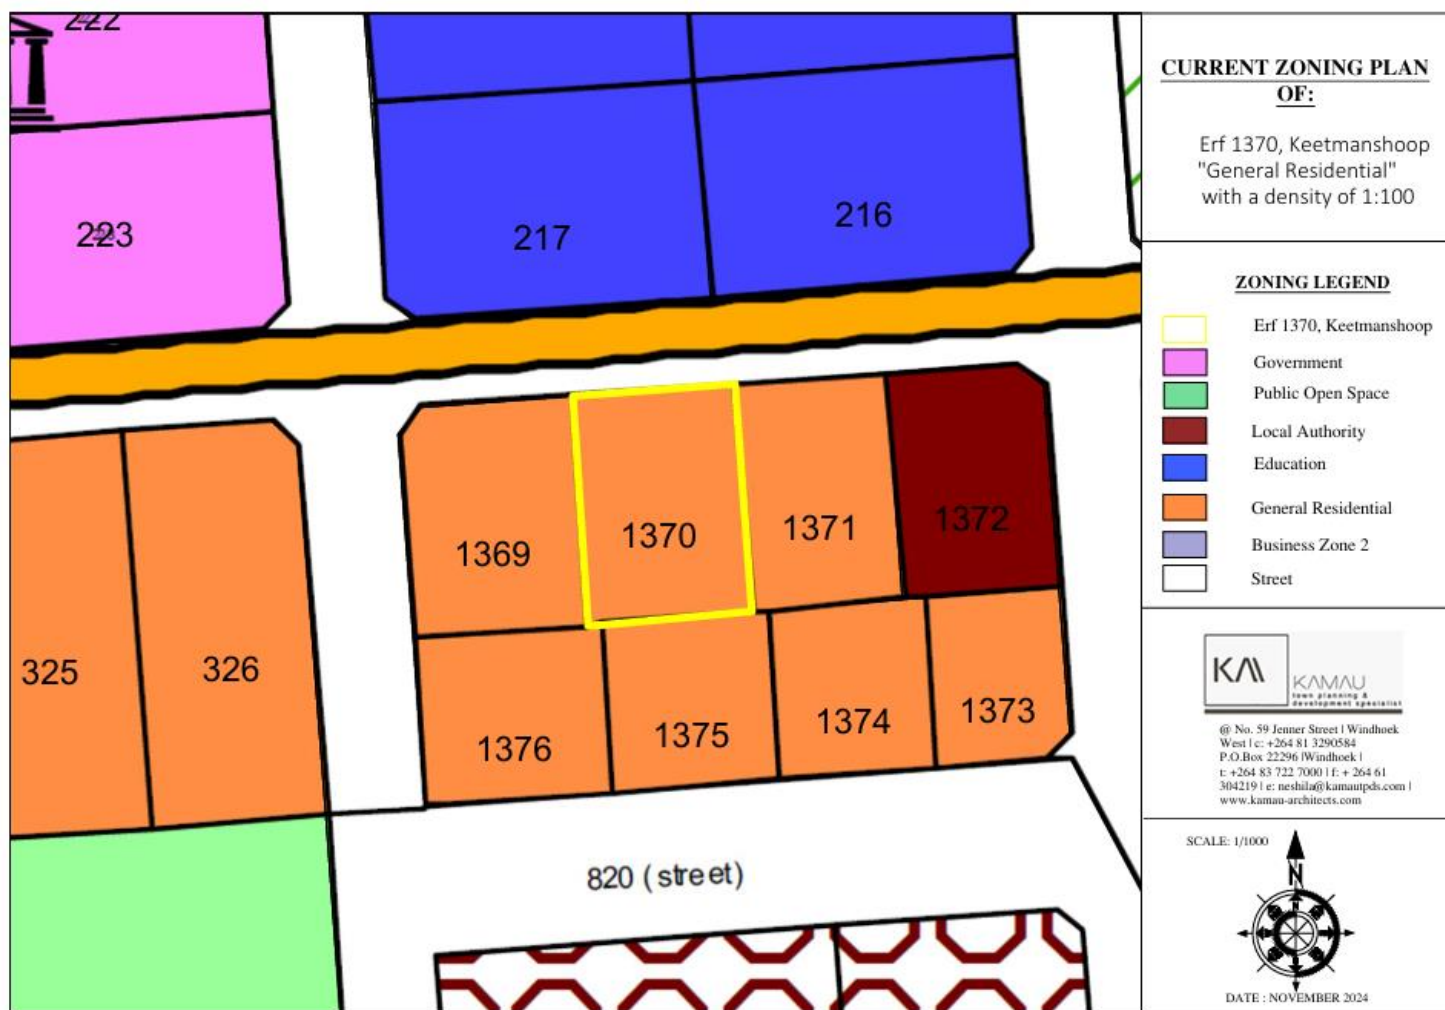 222
223
217
216
1369
1370
1371
1372
325
326
1376
1375
1374
1373
820 (street)
CURRENT ZONING PLAN
OF:
Erf 1370, Keetmanshoop
"General Residential"
with a density of 1:100
ZONING LEGEND
Erf 1370, Keetmanshoop
Government
Public Open Space
Local Authority
Education
General Residential
Business Zone 2
Street
KAMAU
town planning &
development specialist
@ No. 59 Jenner Street | Windhoek
West | c: +264 81 3290584
P.O.Box 22296 |Windhoek |
t: +264 83 722 7000 | f: + 264 61
304219 | e: neshila@kamautpds.com |
www.kamau-architects.com
SCALE: 1/1000
N
N
DATE : NOVEMBER 2024